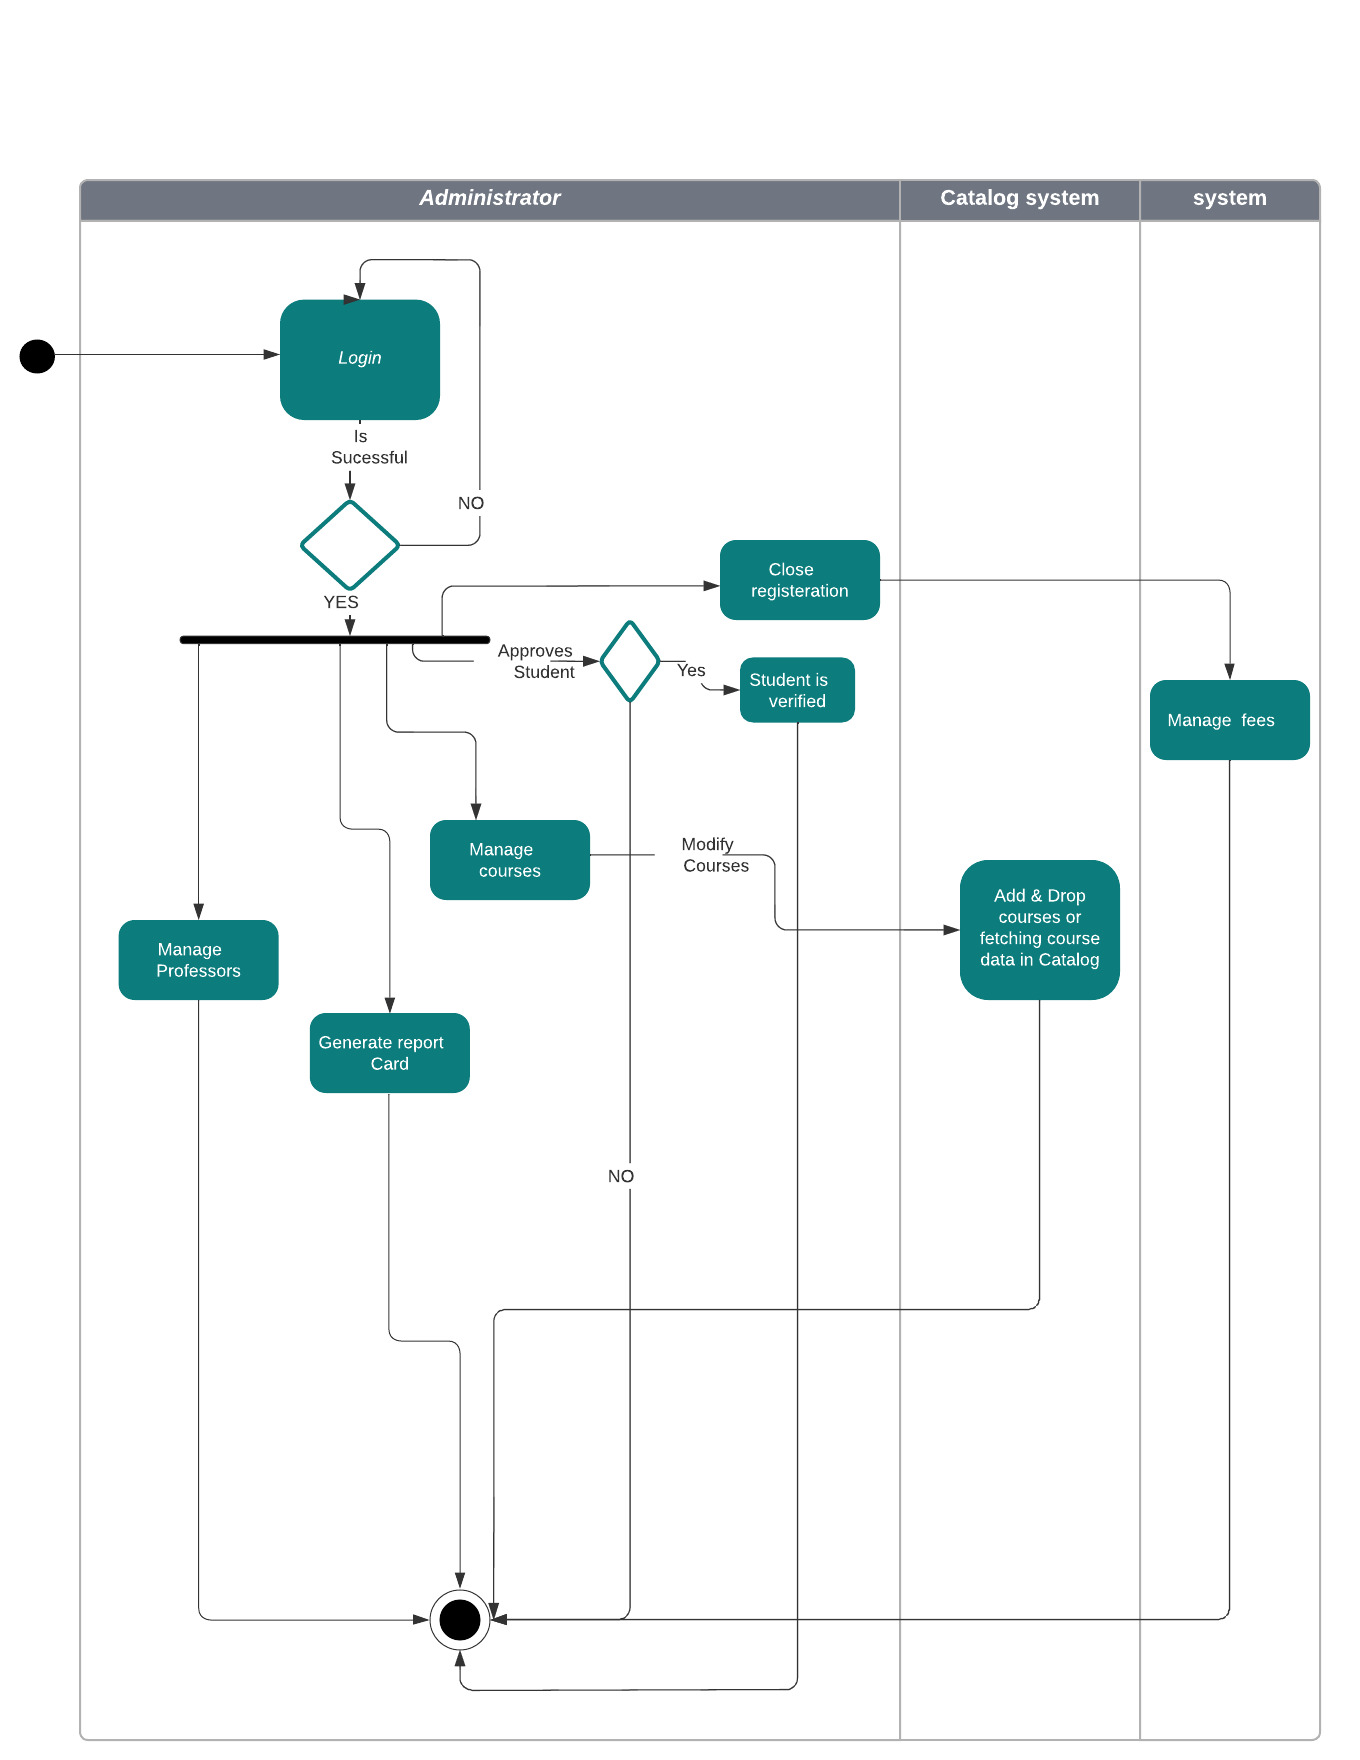 Administrator
Catalog system
system
Login
Is
Sucessful
NO
YES
Close
registeration
Approves
Student
Yes
Student is
verified
Manage fees
Manage
courses
Modify
Courses
Add & Drop
courses or
fetching course
data in Catalog
Manage
Professors
Generate report
Card
NO